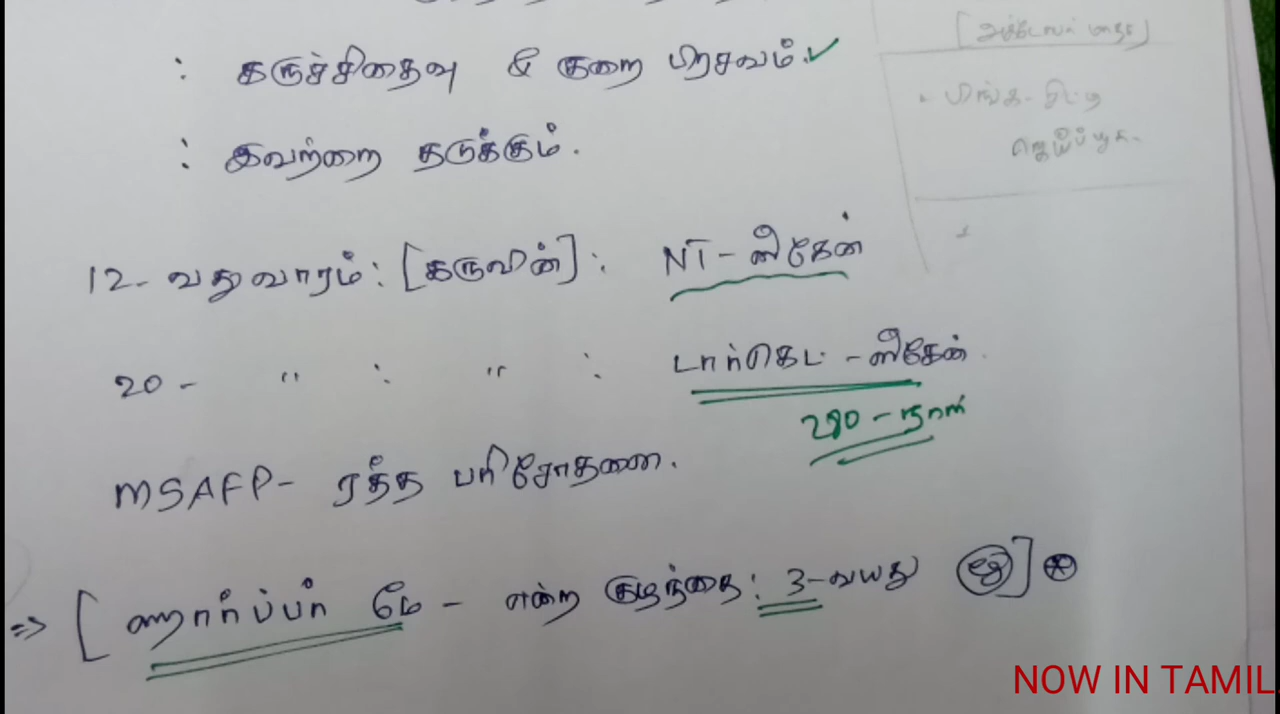 : கருச்சிதைவு & குறை பிரசவம்.✓
: இவற்றை தடுக்கும்.
12- வதுவாரம்: [கருவின்]: NT - ஸ்கேன்
20- " : " : டார்கெட் - ஸ்கேன்.
280 - நாள்
MSAFP- ரத்த பரிசோதனை.
⇒ [ ஹார்ப்பர் மே - என்ற குழந்தை: 3-வயது ]
NOW IN TAMIL